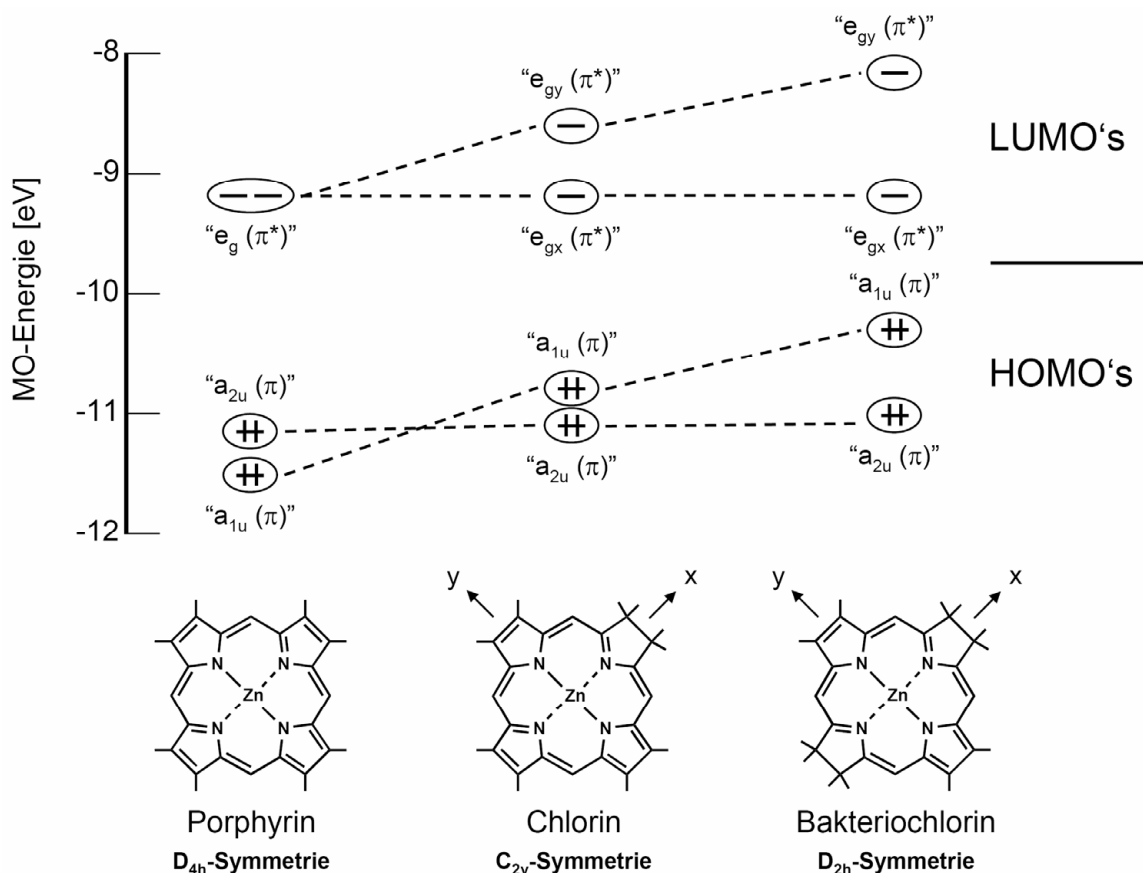 MO-Energie [eV]
-8
-9
-10
-11
-12
“e_g (π*)”
“a_2u (π)”
“a_1u (π)”
“e_gy (π*)”
“e_gx (π*)”
“a_1u (π)”
“a_2u (π)”
“e_gy (π*)”
“e_gx (π*)”
“a_1u (π)”
“a_2u (π)”
LUMO‘s
HOMO‘s
N N
Zn
N N
Porphyrin
D_4h-Symmetrie
y x
N N
Zn
N N
Chlorin
C_2v-Symmetrie
y x
N N
Zn
N N
Bakteriochlorin
D_2h-Symmetrie